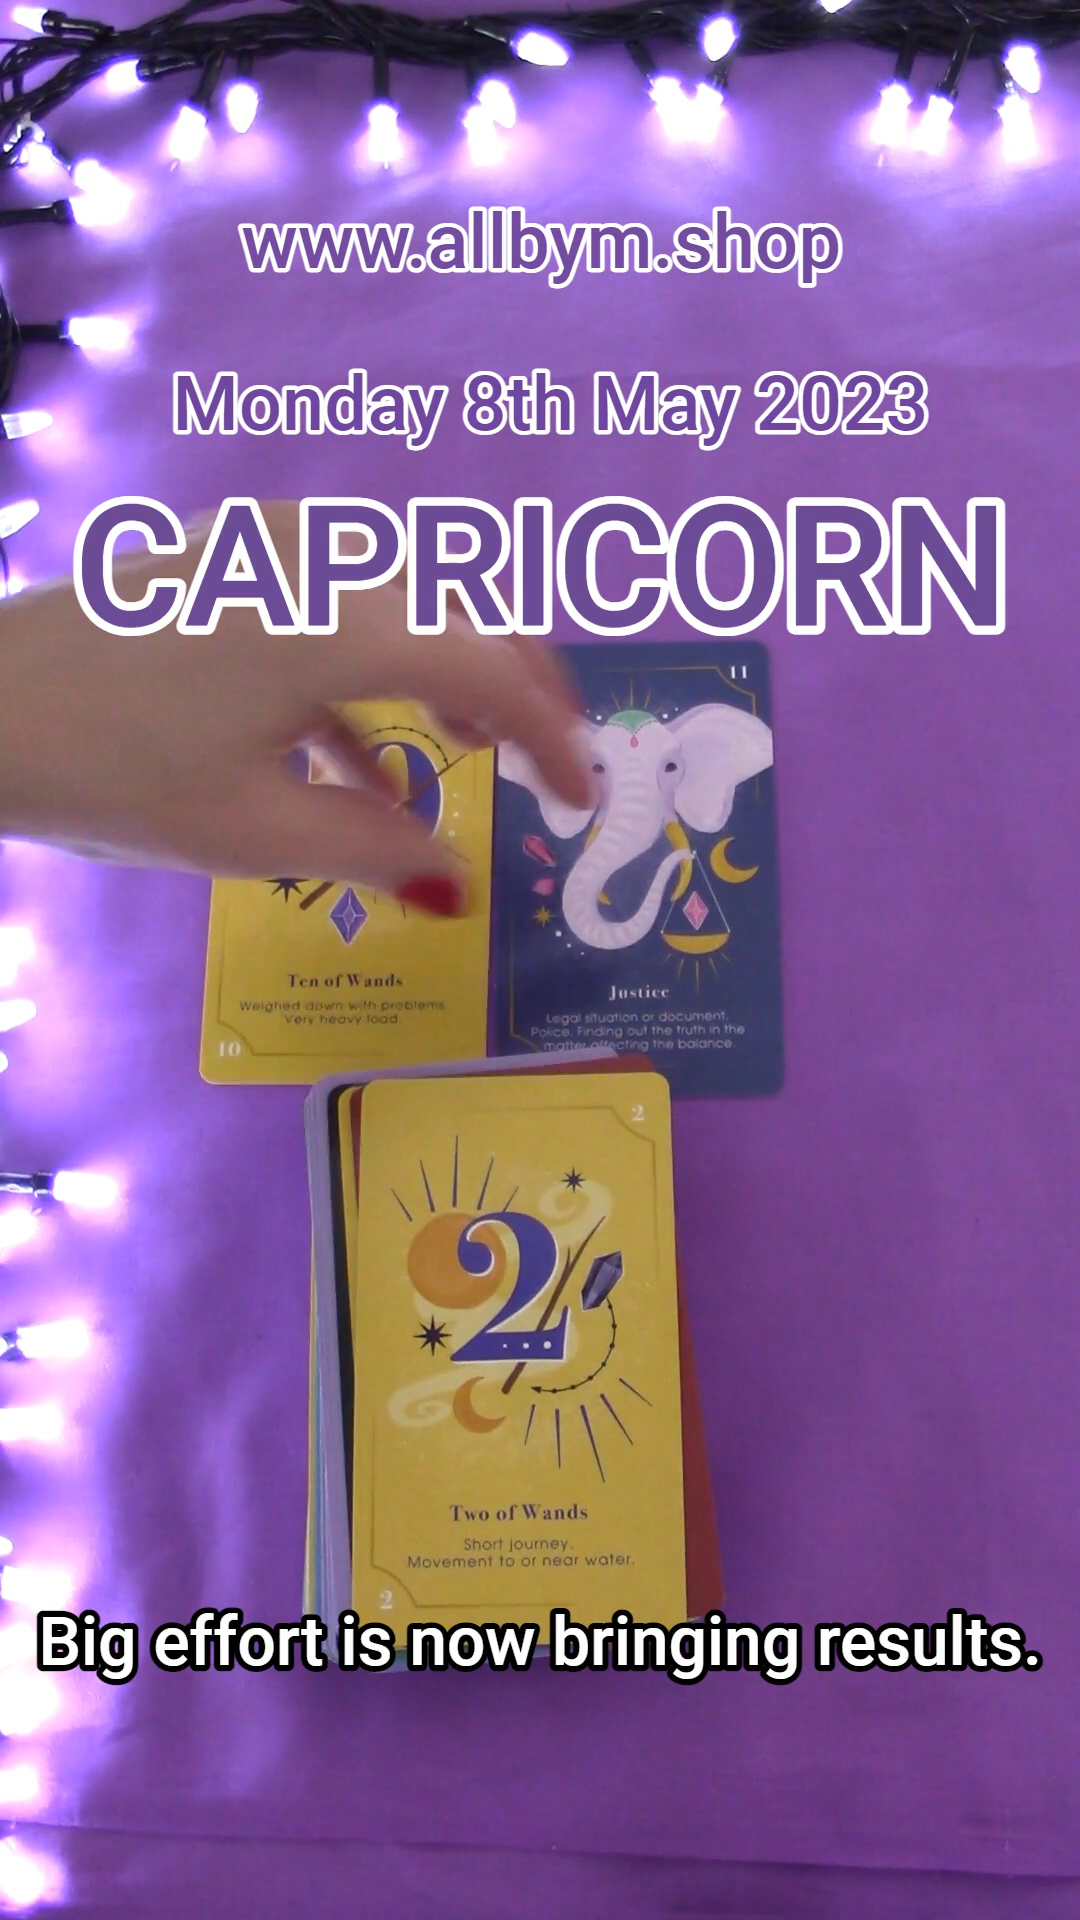 www.allbym.shop
Monday 8th May 2023
CAPRICORN
11
Ten of Wands
Weighed down with problems
Very heavy load.
10
Justice
Legal situation or document.
Police. Finding out the truth in the
matter affecting the balance.
2
2
Two of Wands
Short journey.
Movement to or near water.
2
Big effort is now bringing results.